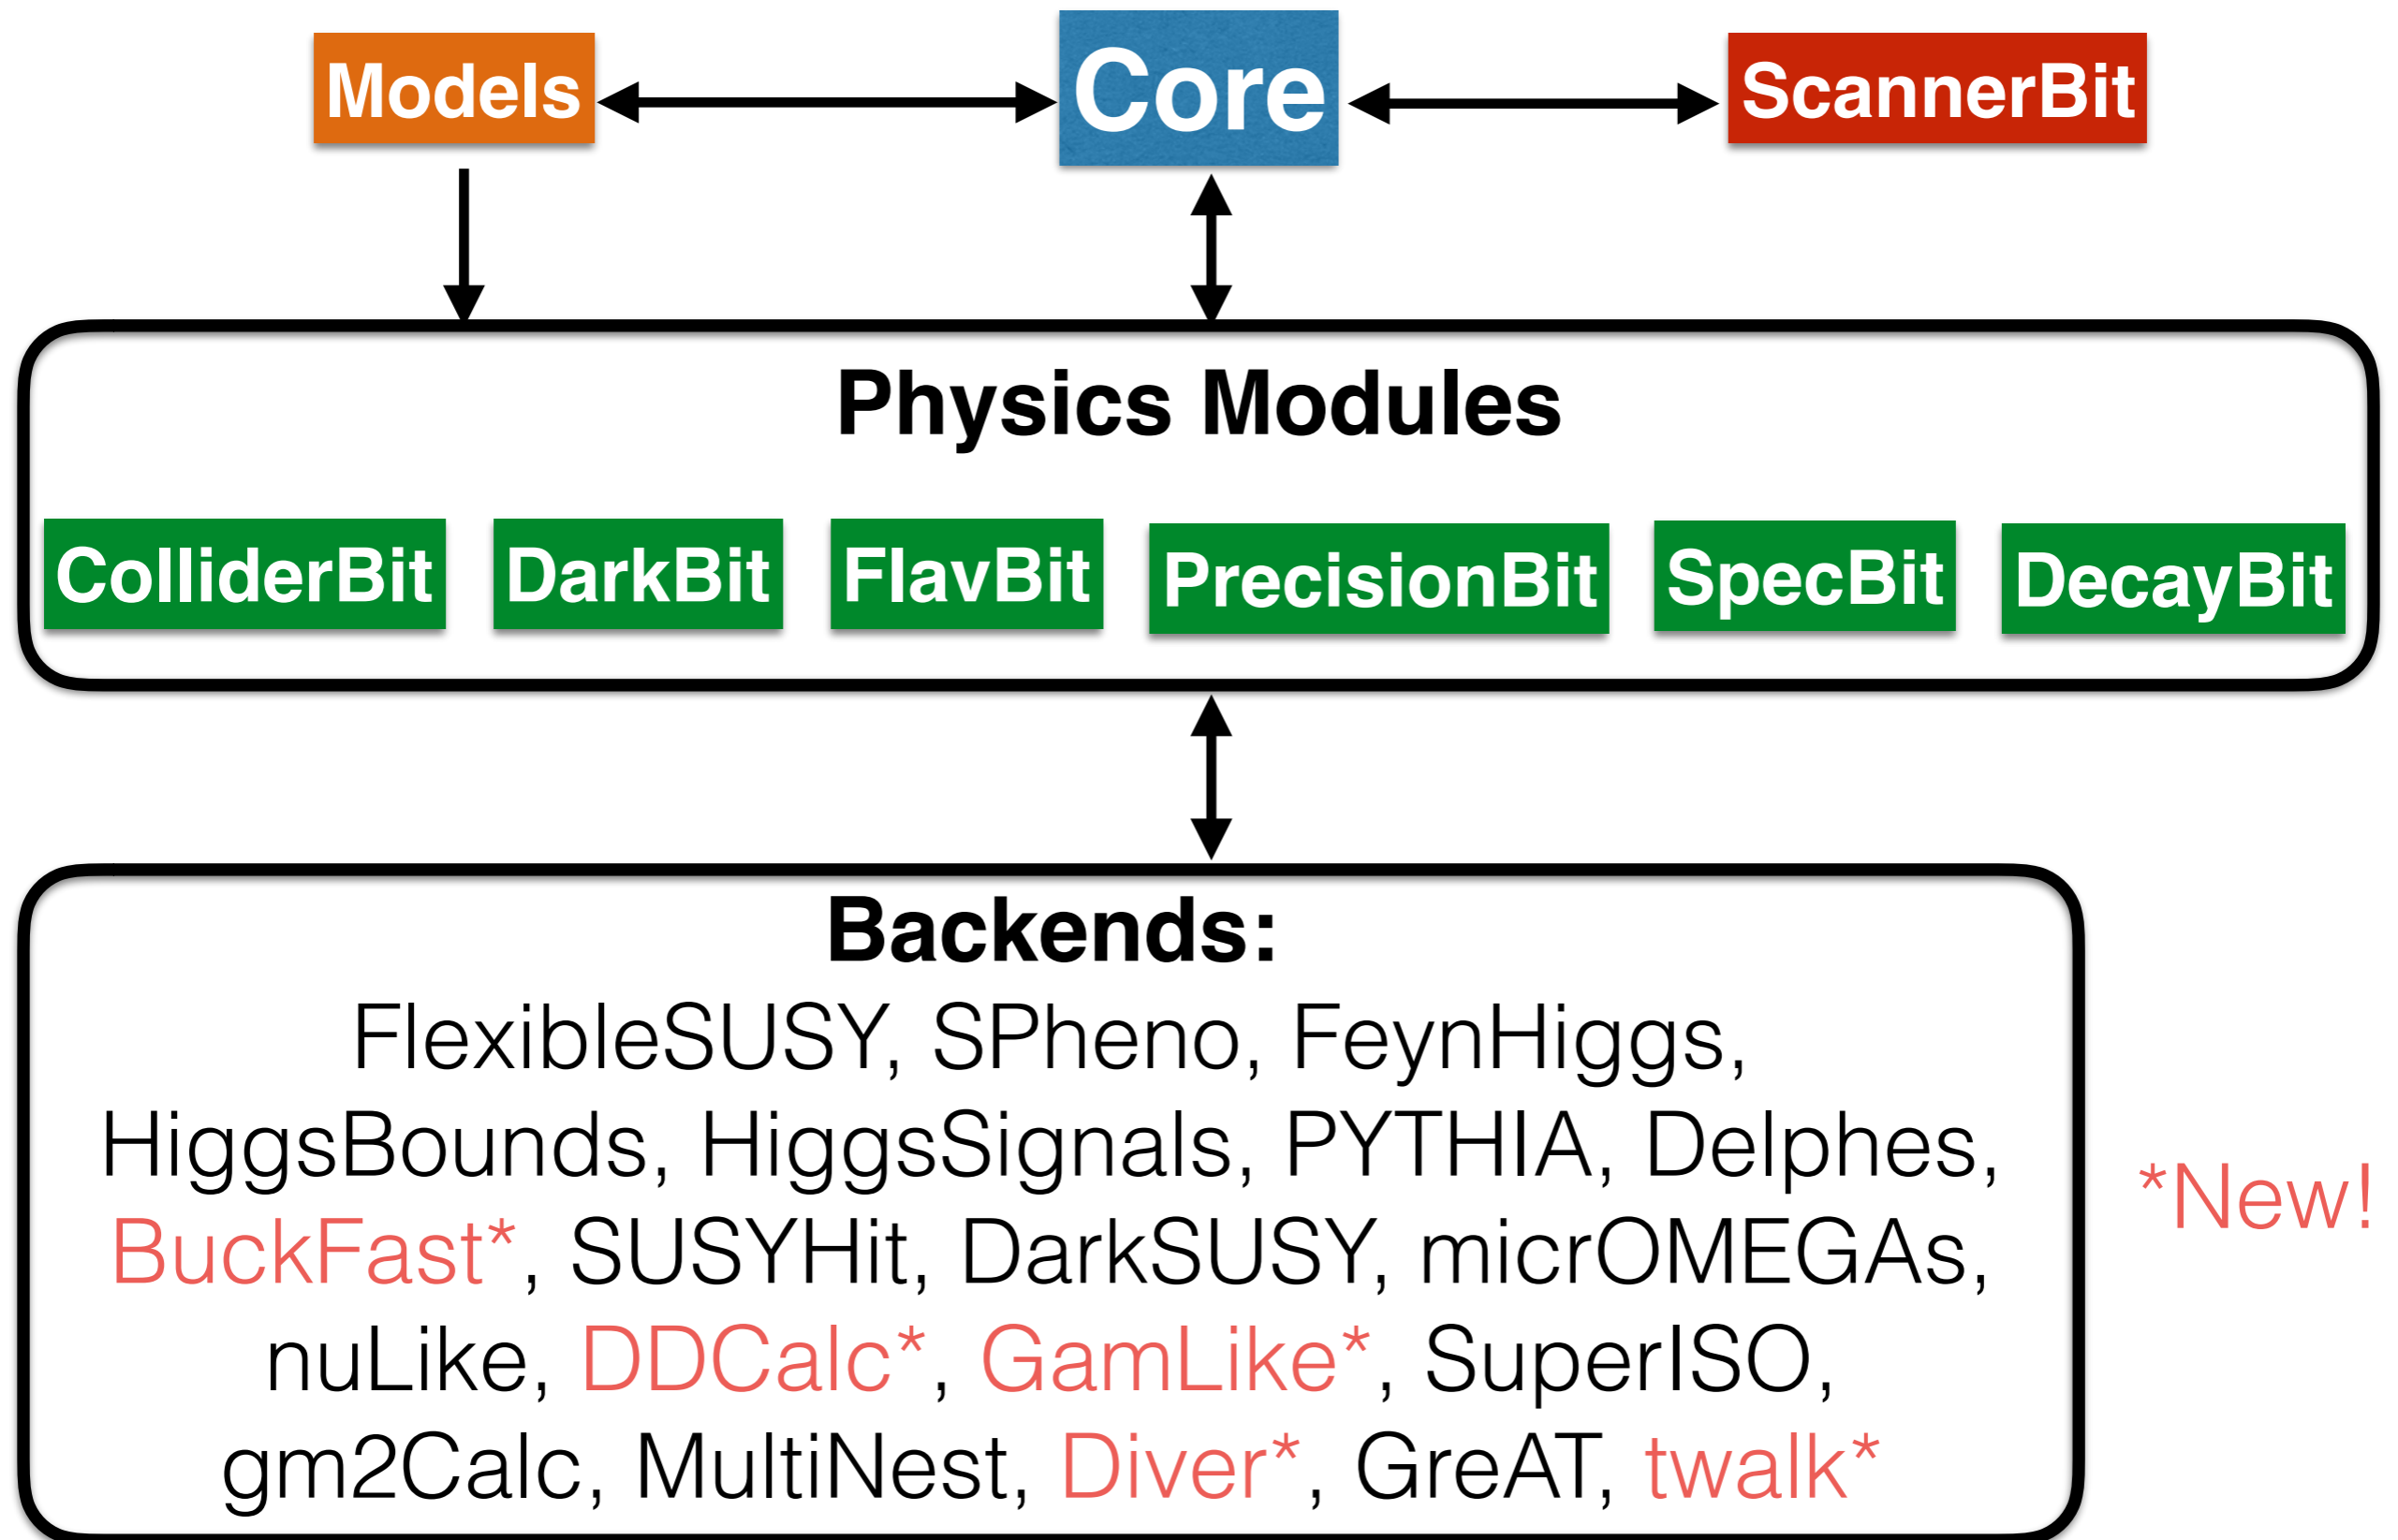 Models
Core
ScannerBit
Physics Modules
ColliderBit
DarkBit
FlavBit
PrecisionBit
SpecBit
DecayBit
Backends:
FlexibleSUSY, SPheno, FeynHiggs,
HiggsBounds, HiggsSignals, PYTHIA, Delphes,
BuckFast*, SUSYHit, DarkSUSY, micrOMEGAs,
nuLike, DDCalc*, GamLike*, SuperISO,
gm2Calc, MultiNest, Diver*, GreAT, twalk*
*New!